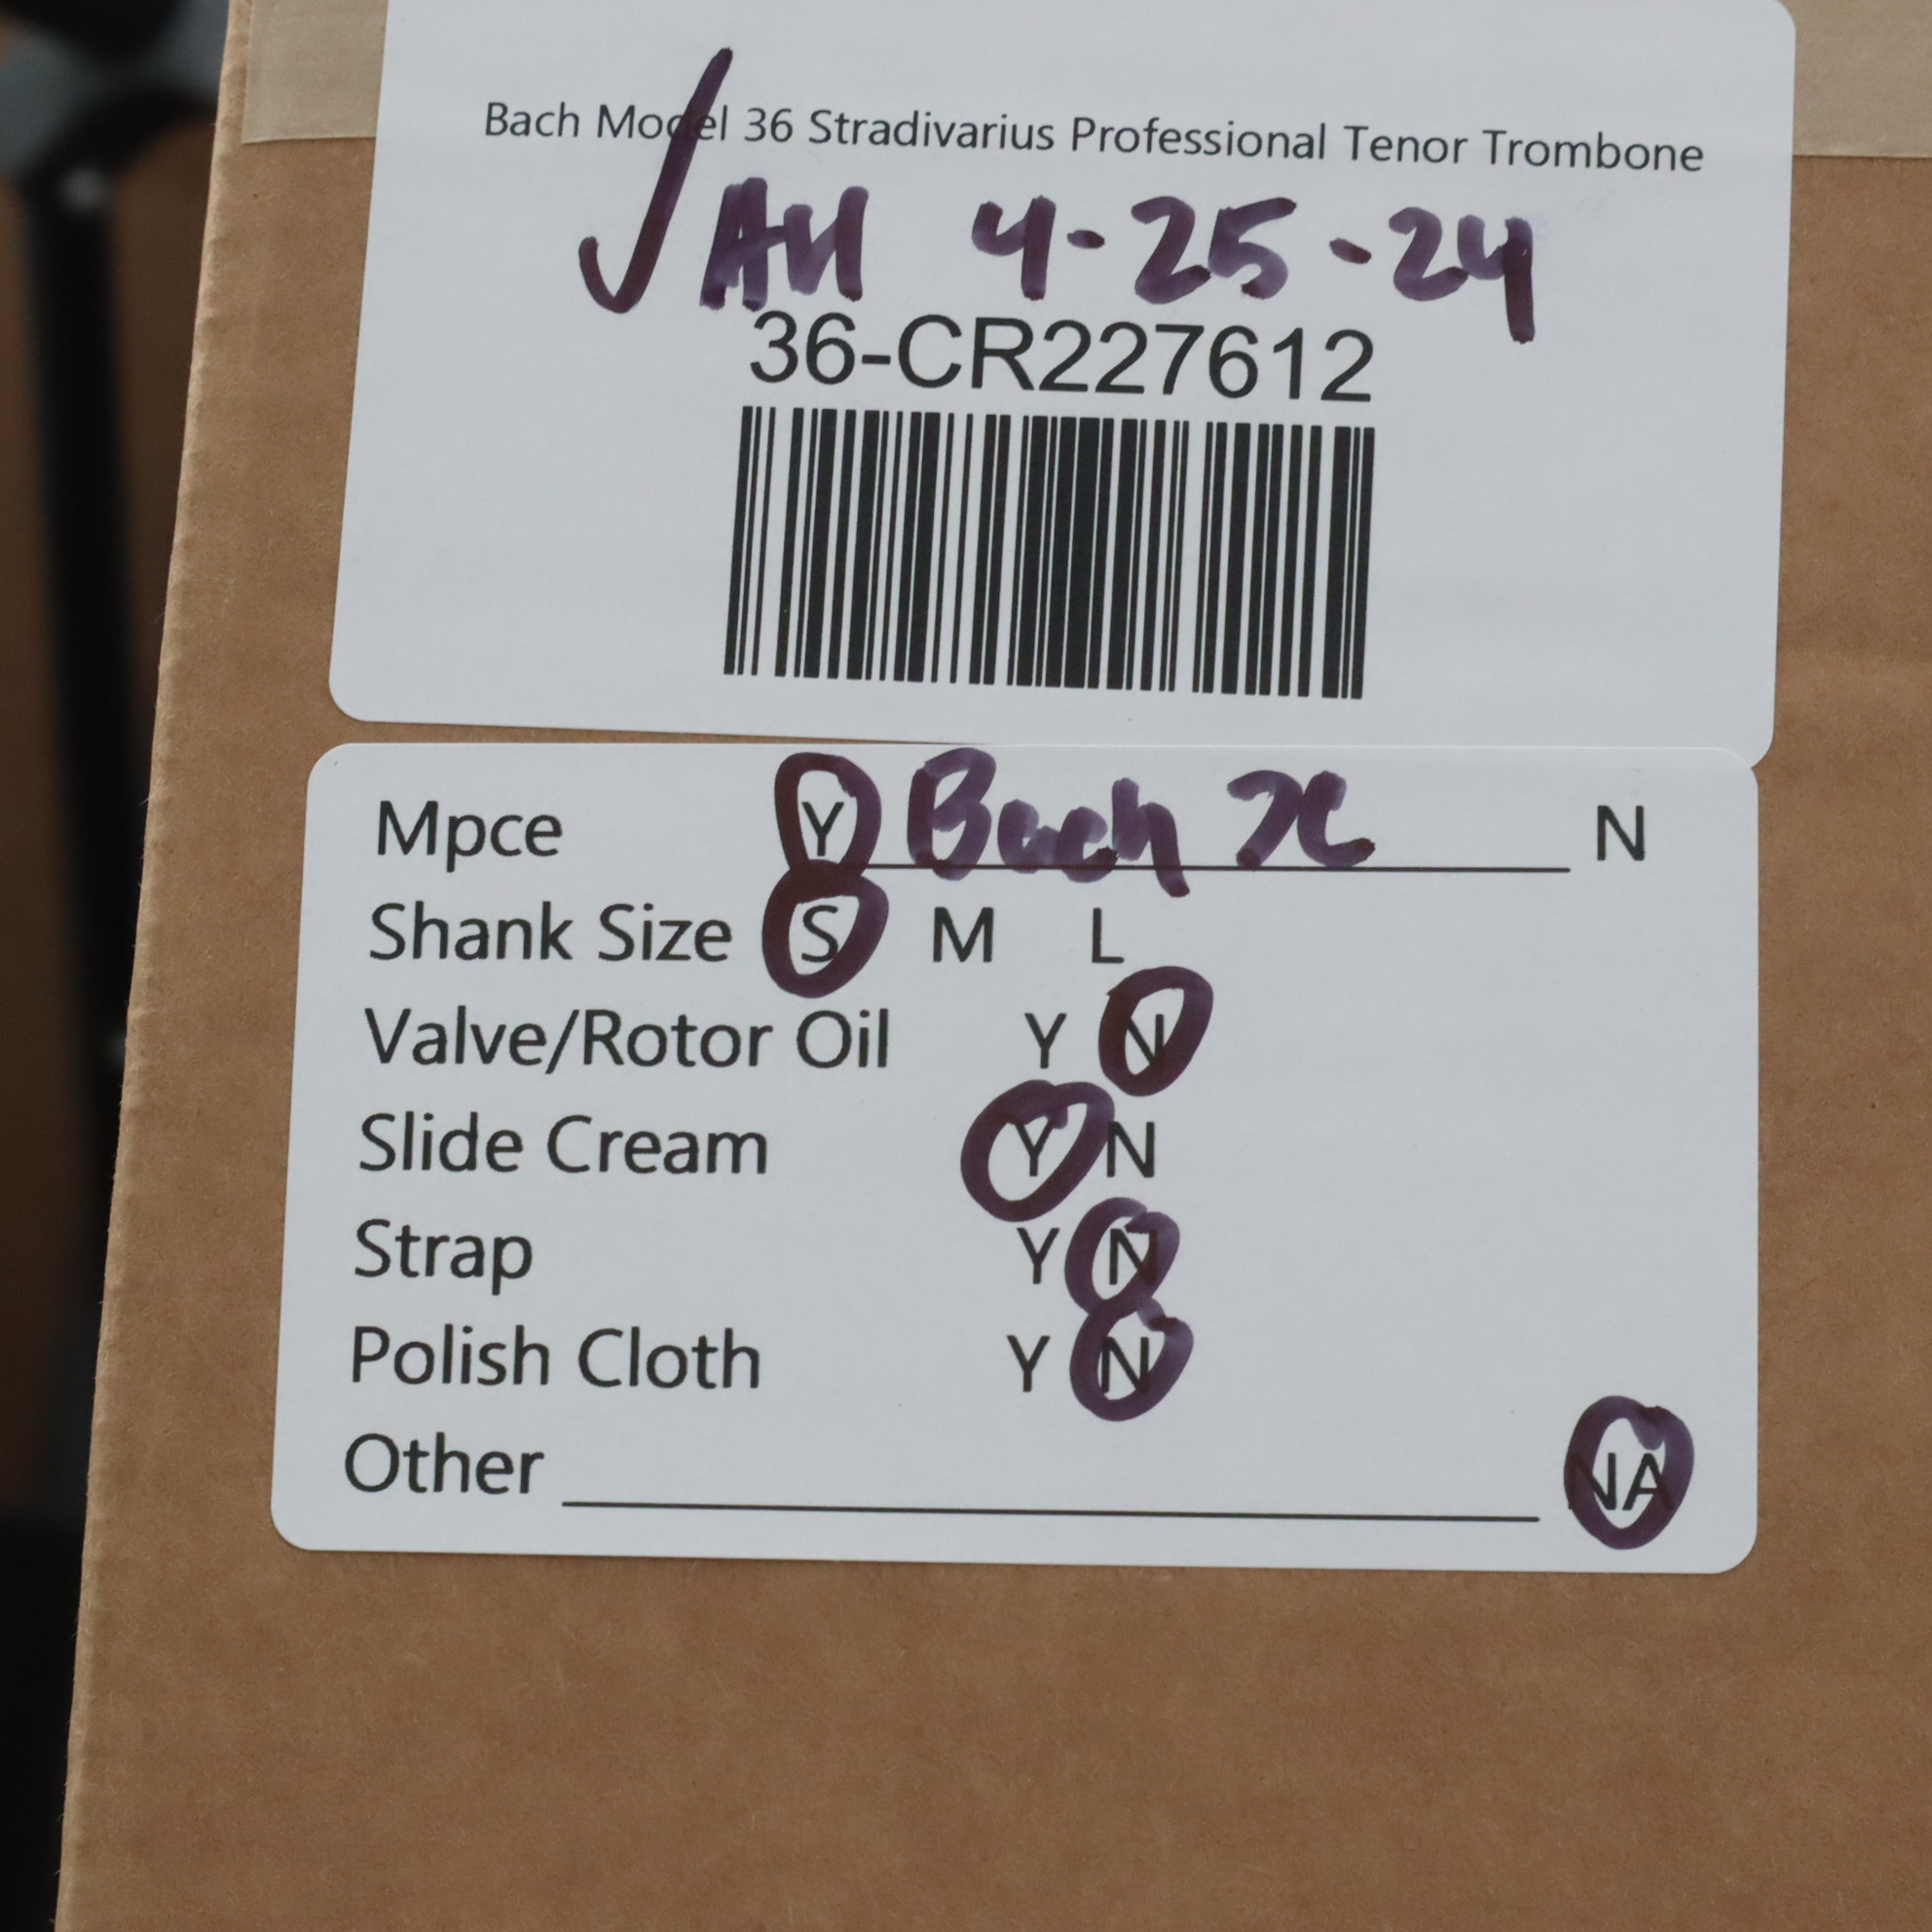 Bach Model 36 Stradivarius Professional Tenor Trombone
✓ AH 4-25-24
36-CR227612
Mpce Y Bach 7C N
Shank Size S M L
Valve/Rotor Oil Y N
Slide Cream Y N
Strap Y N
Polish Cloth Y N
Other NA